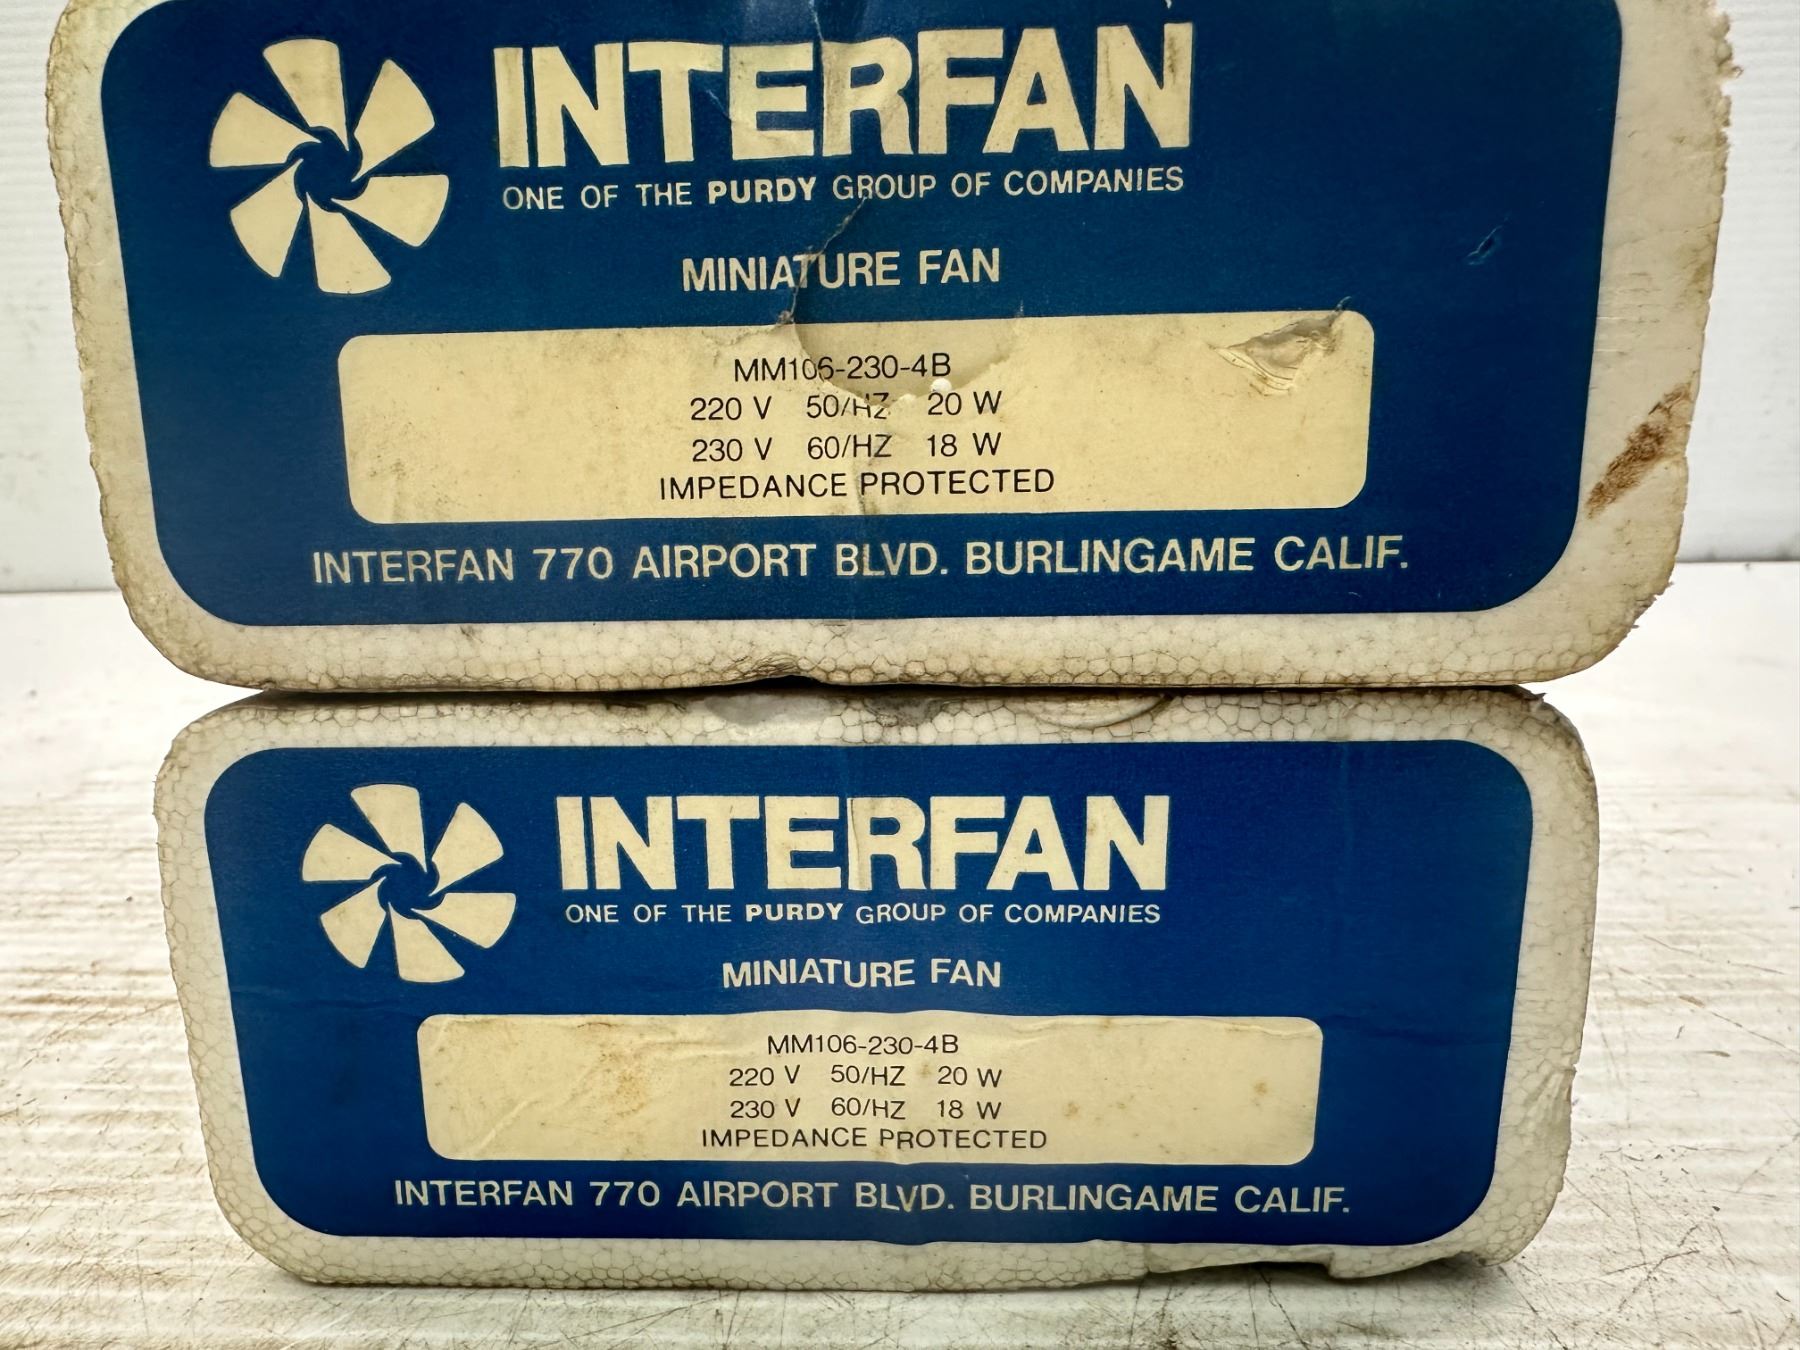 INTERFAN
ONE OF THE PURDY GROUP OF COMPANIES
MINIATURE FAN
MM106-230-4B
220 V 50/HZ 20 W
230 V 60/HZ 18 W
IMPEDANCE PROTECTED
INTERFAN 770 AIRPORT BLVD. BURLINGAME CALIF.
INTERFAN
ONE OF THE PURDY GROUP OF COMPANIES
MINIATURE FAN
MM106-230-4B
220 V 50/HZ 20 W
230 V 60/HZ 18 W
IMPEDANCE PROTECTED
INTERFAN 770 AIRPORT BLVD. BURLINGAME CALIF.